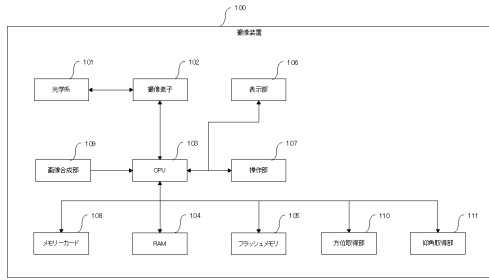 100
撮像装置
101
102
106
光学系
撮像素子
表示部
109
103
107
画像合成部
CPU
操作部
108
104
105
110
111
メモリーカード
RAM
フラッシュメモリ
方位取得部
仰角取得部